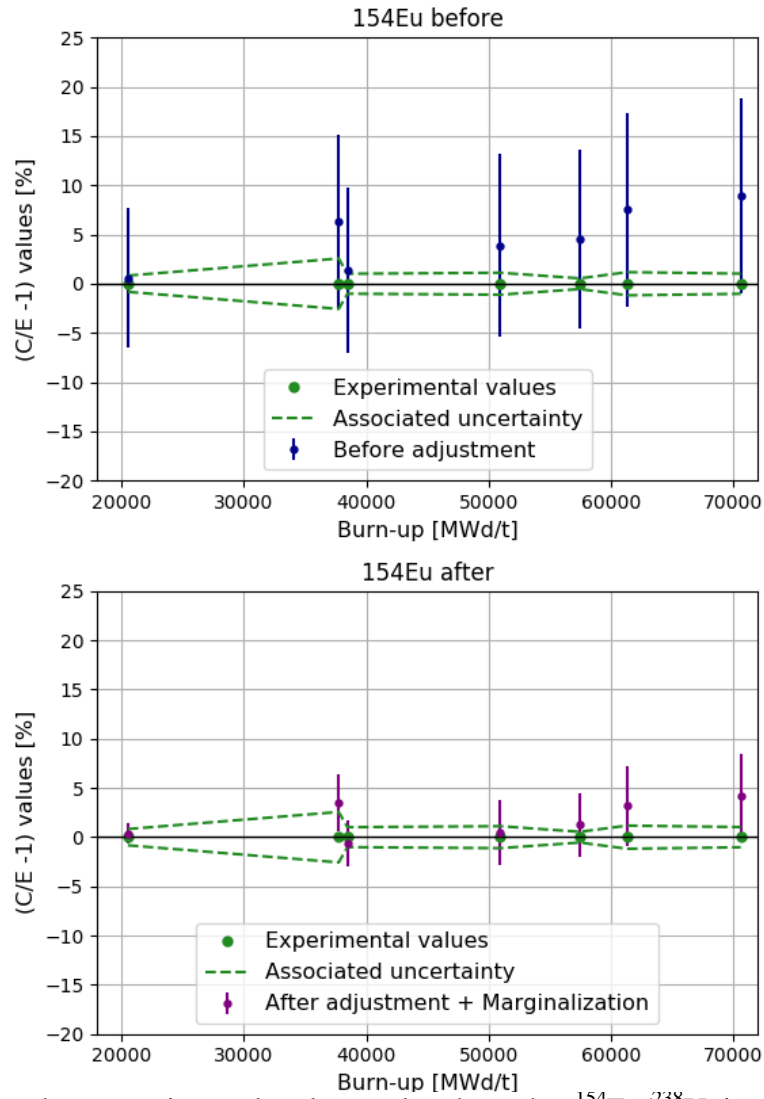 154Eu before
25
20
15
10
5
0
−5
−10
−15
−20
(C/E -1) values [%]
Experimental values
Associated uncertainty
Before adjustment
20000 30000 40000 50000 60000 70000
Burn-up [MWd/t]
154Eu after
25
20
15
10
5
0
−5
−10
−15
−20
(C/E -1) values [%]
Experimental values
Associated uncertainty
After adjustment + Marginalization
20000 30000 40000 50000 60000 70000
Burn-up [MWd/t]